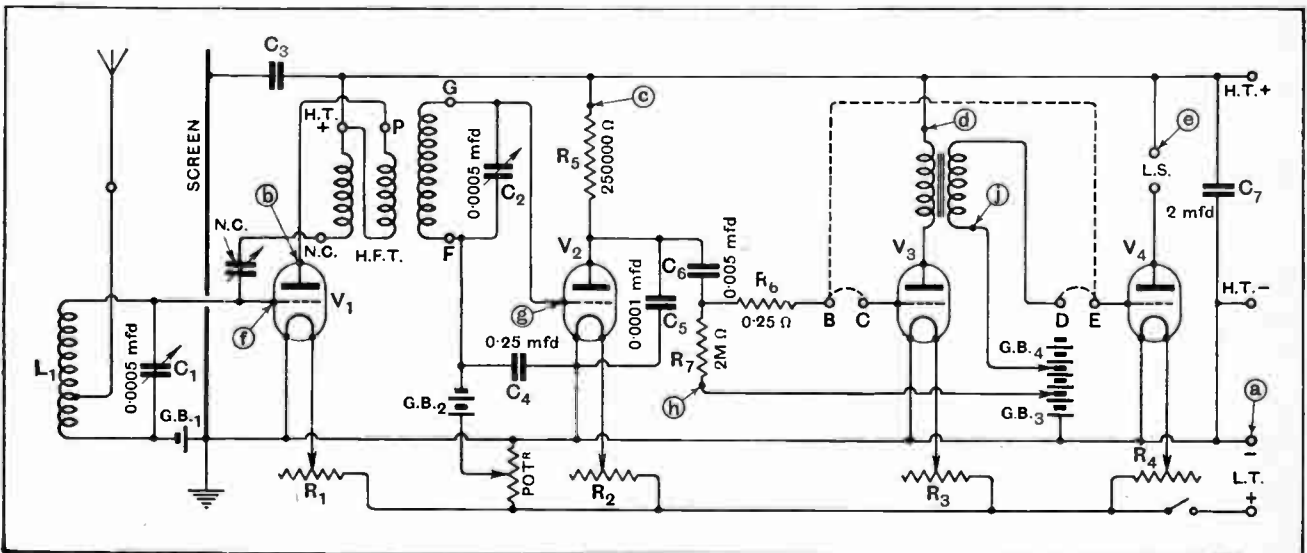 C3
SCREEN
H.T.
+
P
G
c
d
e
H.T.+
b
N.C.
N.C.
H.F.T.
F
0·0005 mfd
C2
R5
250000 Ω
L.S.
C7
2 mfd
j
V1
V2
V3
V4
f
g
C6
0·005 mfd
C5
0·0001 mfd
R6
0·25 Ω
B
C
D
E
H.T.-
L1
C1
0·0005 mfd
G.B.1
0·25 mfd
C4
G.B.2
R7
2MΩ
h
G.B.4
G.B.3
a
-
POTR
R1
R2
R3
R4
L.T.
+